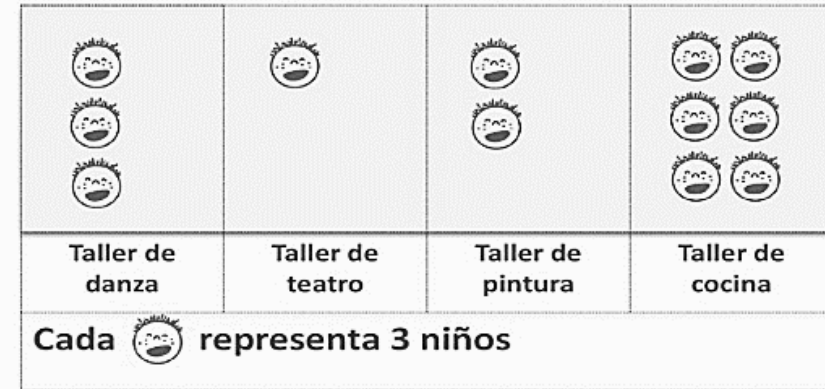 Taller de danza
Taller de teatro
Taller de pintura
Taller de cocina
Cada representa 3 niños